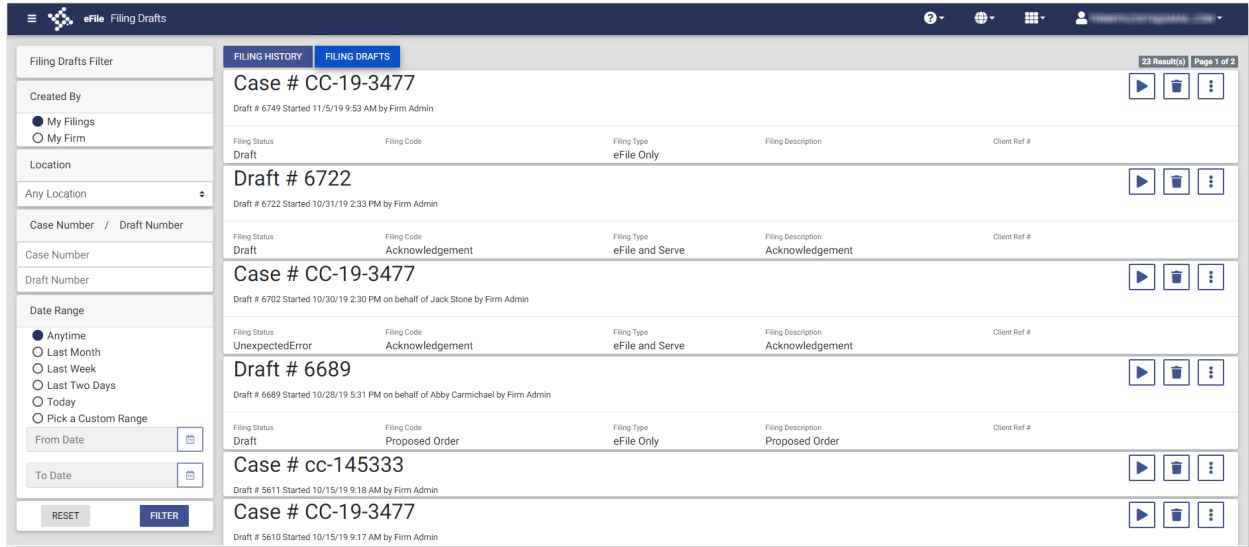 eFile Filing Drafts
Filing Drafts Filter
Created By
My Filings
My Firm
Location
Any Location
Case Number / Draft Number
Case Number
Draft Number
Date Range
Anytime
Last Month
Last Week
Last Two Days
Today
Pick a Custom Range
From Date
To Date
RESET FILTER
FILING HISTORY FILING DRAFTS
23 Result(s) Page 1 of 2
Case # CC-19-3477
Draft # 6749 Started 11/5/19 9:53 AM by Firm Admin
Filing Status Filing Code Filing Type Filing Description Client Ref #
Draft eFile Only
Draft # 6722
Draft # 6722 Started 10/31/19 2:33 PM by Firm Admin
Filing Status Filing Code Filing Type Filing Description Client Ref #
Draft Acknowledgement eFile and Serve Acknowledgement
Case # CC-19-3477
Draft # 6702 Started 10/30/19 2:30 PM on behalf of Jack Stone by Firm Admin
Filing Status Filing Code Filing Type Filing Description Client Ref #
UnexpectedError Acknowledgement eFile and Serve Acknowledgement
Draft # 6689
Draft # 6689 Started 10/28/19 5:31 PM on behalf of Abby Carmichael by Firm Admin
Filing Status Filing Code Filing Type Filing Description Client Ref #
Draft Proposed Order eFile Only Proposed Order
Case # cc-145333
Draft # 5611 Started 10/15/19 9:18 AM by Firm Admin
Case # CC-19-3477
Draft # 5610 Started 10/15/19 9:17 AM by Firm Admin